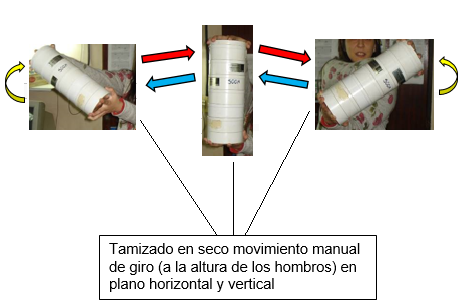 Tamizado en seco movimiento manual
de giro (a la altura de los hombros) en
plano horizontal y vertical